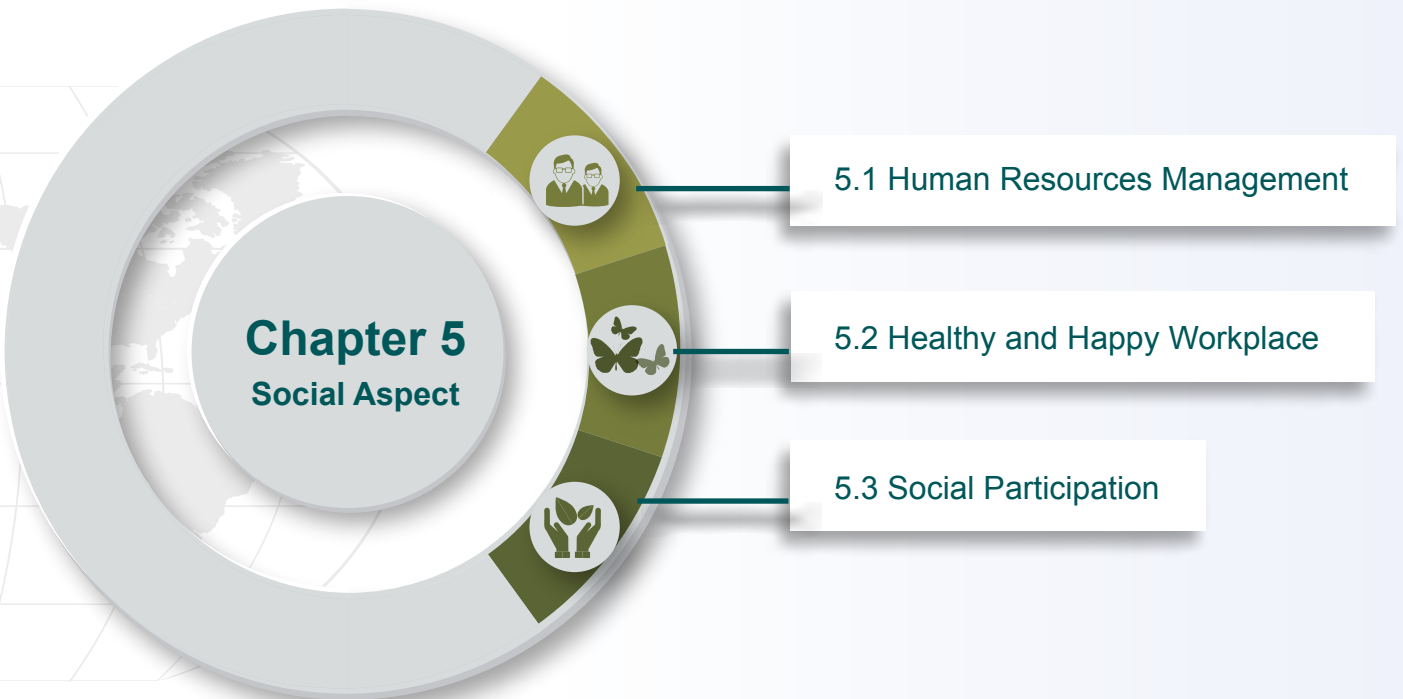 Chapter 5
Social Aspect
5.1 Human Resources Management
5.2 Healthy and Happy Workplace
5.3 Social Participation